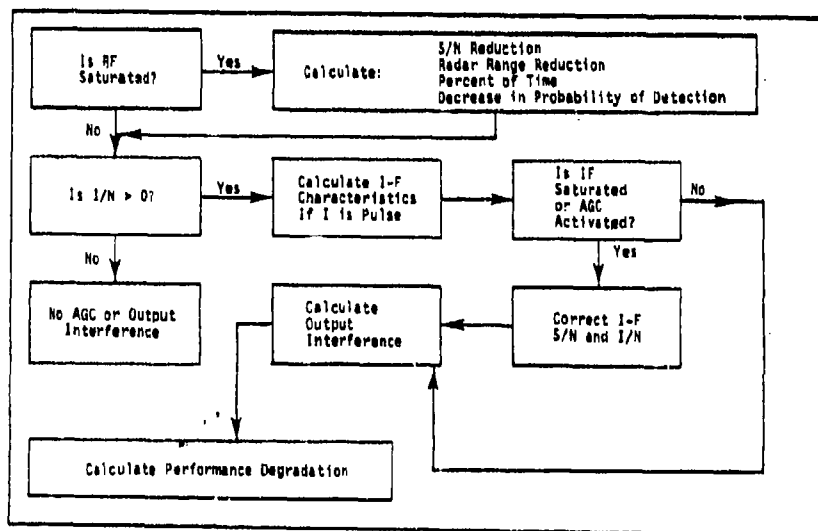 Is RF
Saturated?
Yes
Calculate:
S/N Reduction
Radar Range Reduction
Percent of Time
Decrease in Probability of Detection
No
Is I/N > 0?
Yes
Calculate I-F
Characteristics
If I is Pulse
Is IF
Saturated
or AGC
Activated?
No
No
Yes
No AGC or Output
Interference
Calculate
Output
Interference
Correct I-F
S/N and I/N
Calculate Performance Degradation